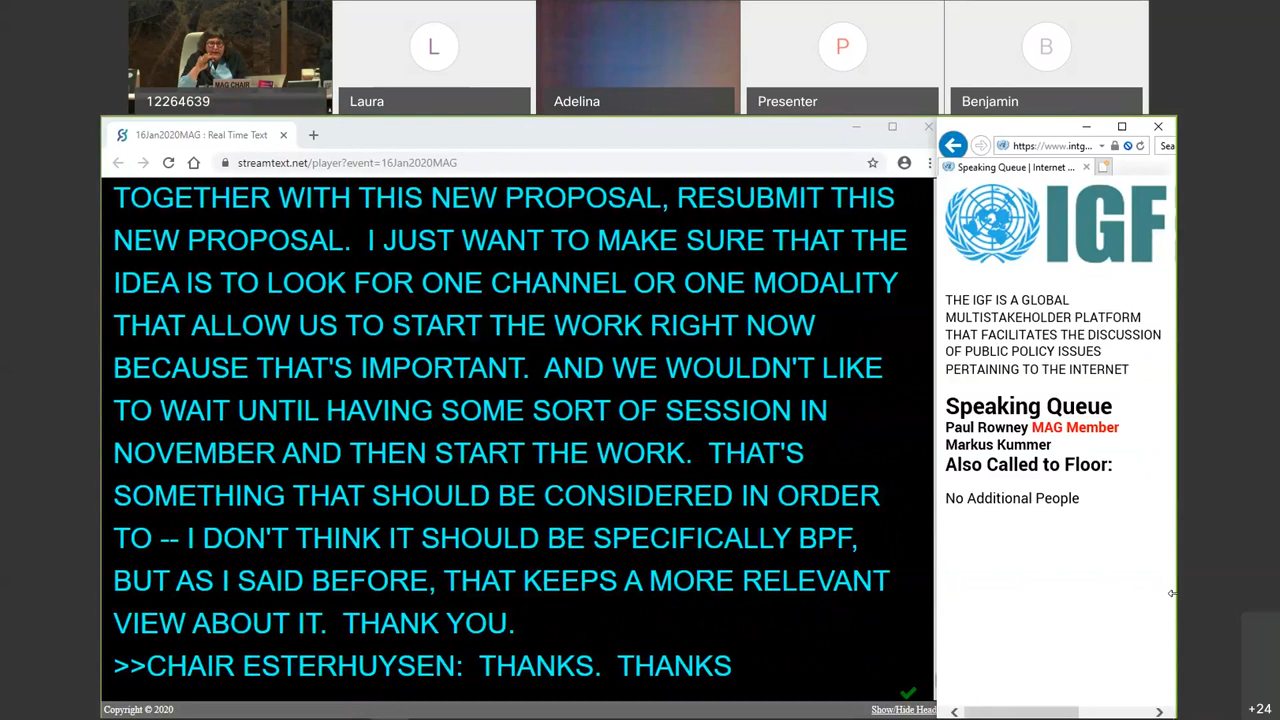 MAG CHAIR
12264639
L
Laura
Adelina
P
Presenter
B
Benjamin
16Jan2020MAG : Real Time Text
streamtext.net/player?event=16Jan2020MAG
TOGETHER WITH THIS NEW PROPOSAL, RESUBMIT THIS
NEW PROPOSAL.  I JUST WANT TO MAKE SURE THAT THE
IDEA IS TO LOOK FOR ONE CHANNEL OR ONE MODALITY
THAT ALLOW US TO START THE WORK RIGHT NOW
BECAUSE THAT'S IMPORTANT.  AND WE WOULDN'T LIKE
TO WAIT UNTIL HAVING SOME SORT OF SESSION IN
NOVEMBER AND THEN START THE WORK.  THAT'S
SOMETHING THAT SHOULD BE CONSIDERED IN ORDER
TO -- I DON'T THINK IT SHOULD BE SPECIFICALLY BPF,
BUT AS I SAID BEFORE, THAT KEEPS A MORE RELEVANT
VIEW ABOUT IT.  THANK YOU.
>>CHAIR ESTERHUYSEN:  THANKS.  THANKS
Copyright © 2020
Show/Hide Head
https://www.intg...
Sea
Speaking Queue | Internet ...
IGF
THE IGF IS A GLOBAL
MULTISTAKEHOLDER PLATFORM
THAT FACILITATES THE DISCUSSION
OF PUBLIC POLICY ISSUES
PERTAINING TO THE INTERNET
Speaking Queue
Paul Rowney MAG Member
Markus Kummer
Also Called to Floor:
No Additional People
+24